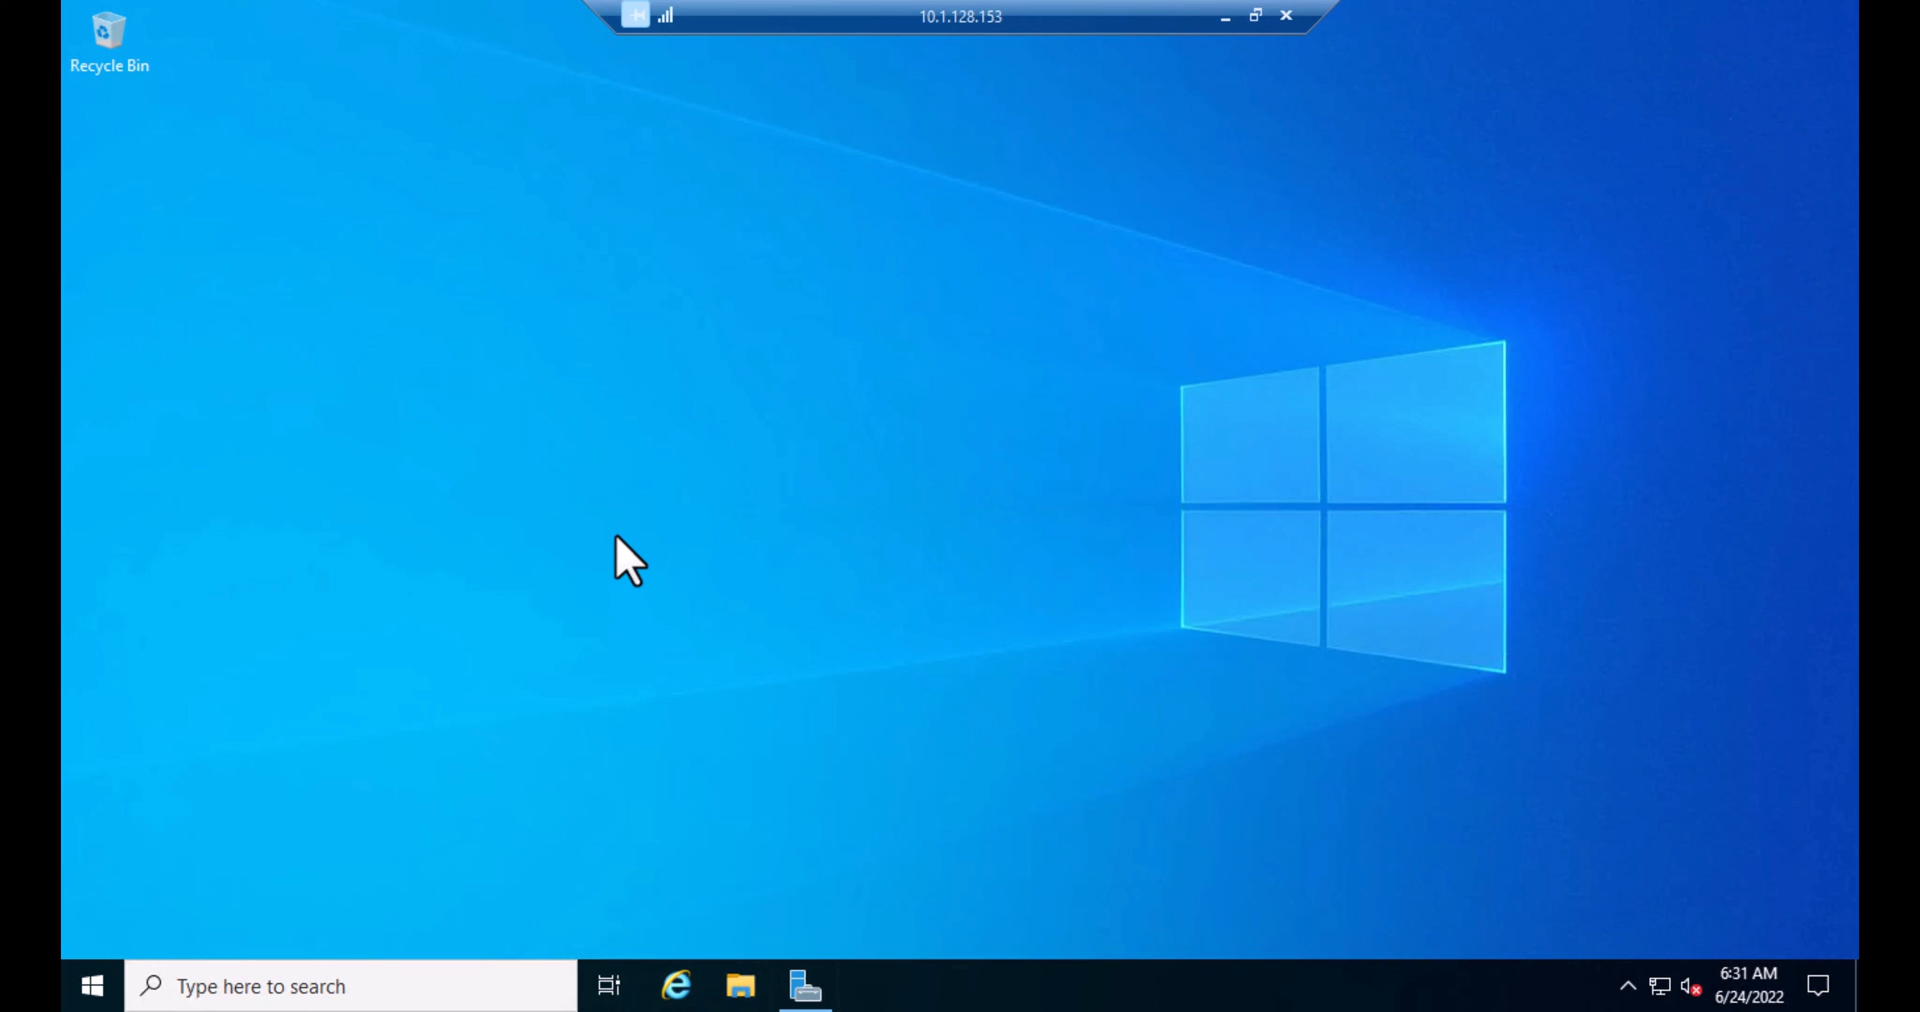 10.1.128.153
Recycle Bin
Type here to search
6:31 AM
6/24/2022